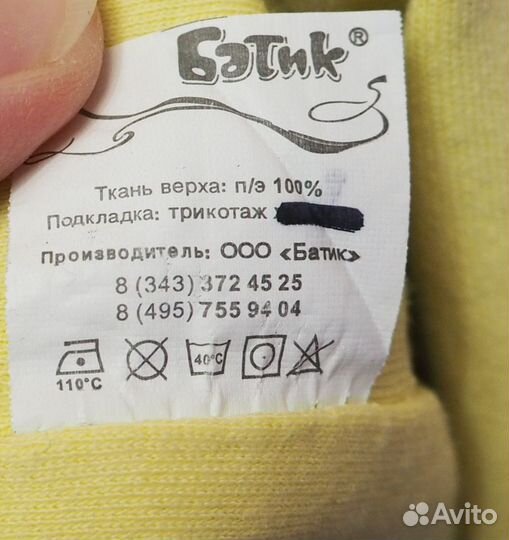 Батик®
Ткань верха: п/э 100%
Подкладка: трикотаж
Производитель: ООО «Батик»
8 (343) 372 45 25
8 (495) 755 94 04
40°C
110°C
Avito